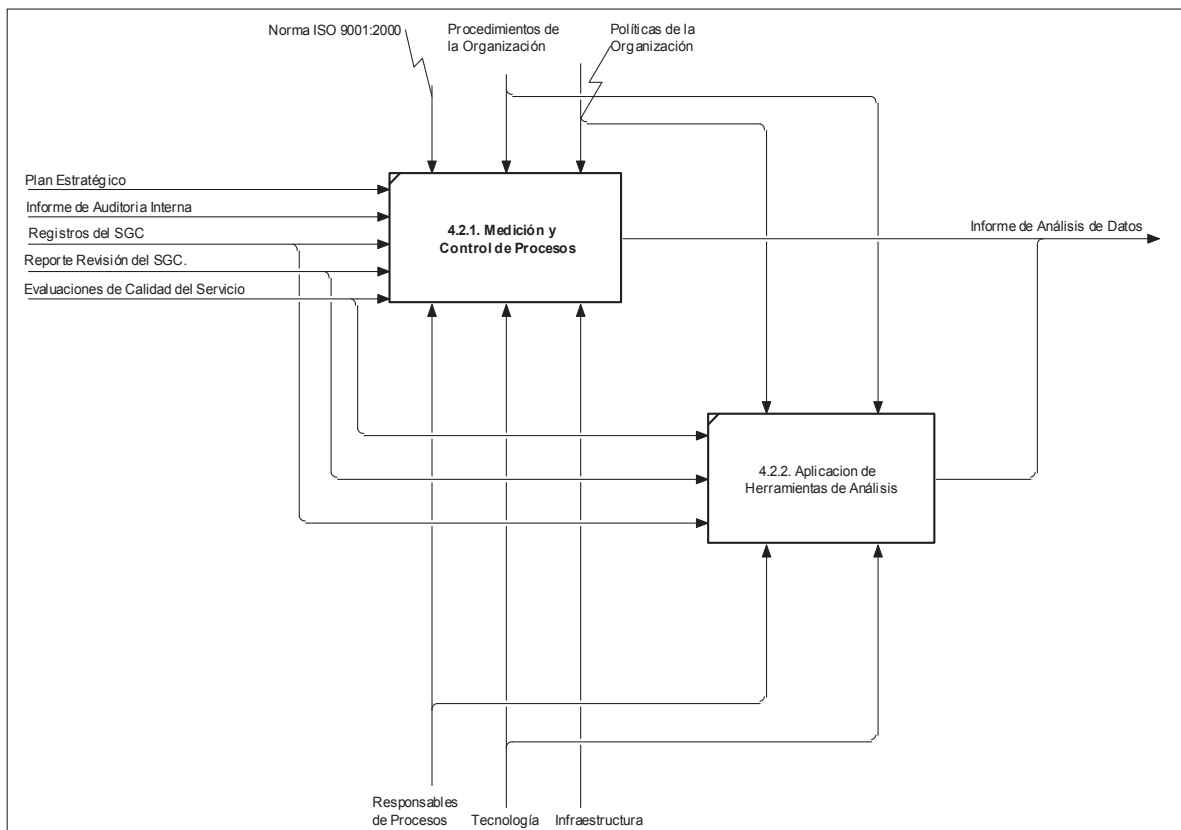 Norma ISO 9001:2000
Procedimientos de
la Organización
Políticas de la
Organización
Plan Estratégico
Informe de Auditoria Interna
Registros del SGC
Reporte Revisión del SGC.
Evaluaciones de Calidad del Servicio
4.2.1. Medición y
Control de Procesos
Informe de Análisis de Datos
4.2.2. Aplicacion de
Herramientas de Análisis
Responsables
de Procesos
Tecnología
Infraestructura